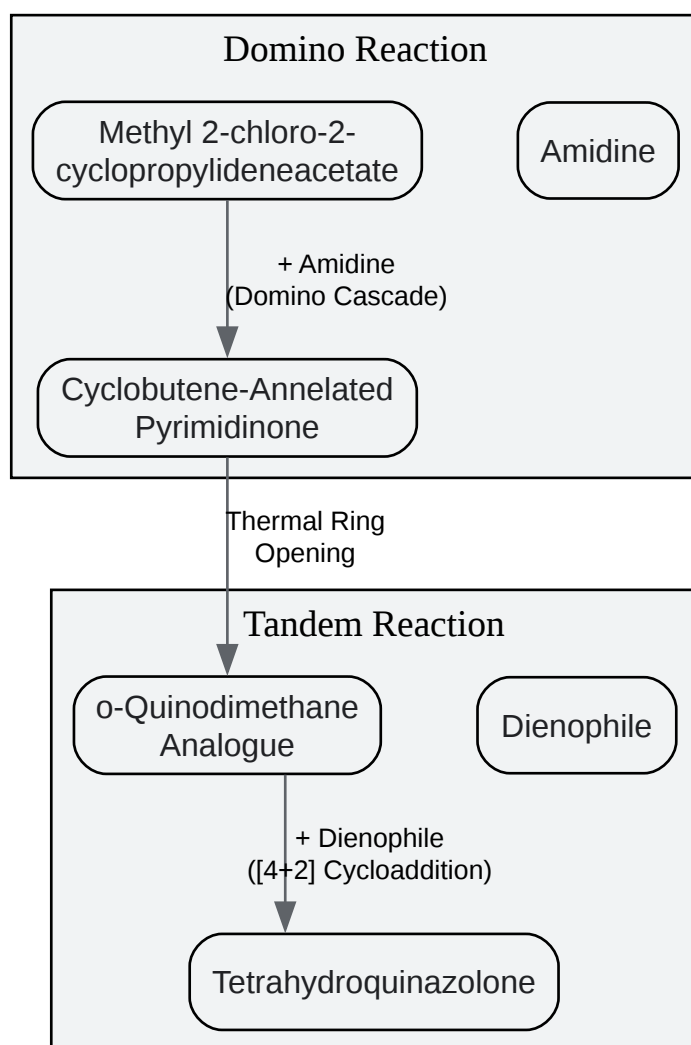 Domino Reaction
Methyl 2-chloro-2-
cyclopropylideneacetate
Amidine
+ Amidine
(Domino Cascade)
Cyclobutene-Annelated
Pyrimidinone
Thermal Ring
Opening
Tandem Reaction
o-Quinodimethane
Analogue
Dienophile
+ Dienophile
([4+2] Cycloaddition)
Tetrahydroquinazolone